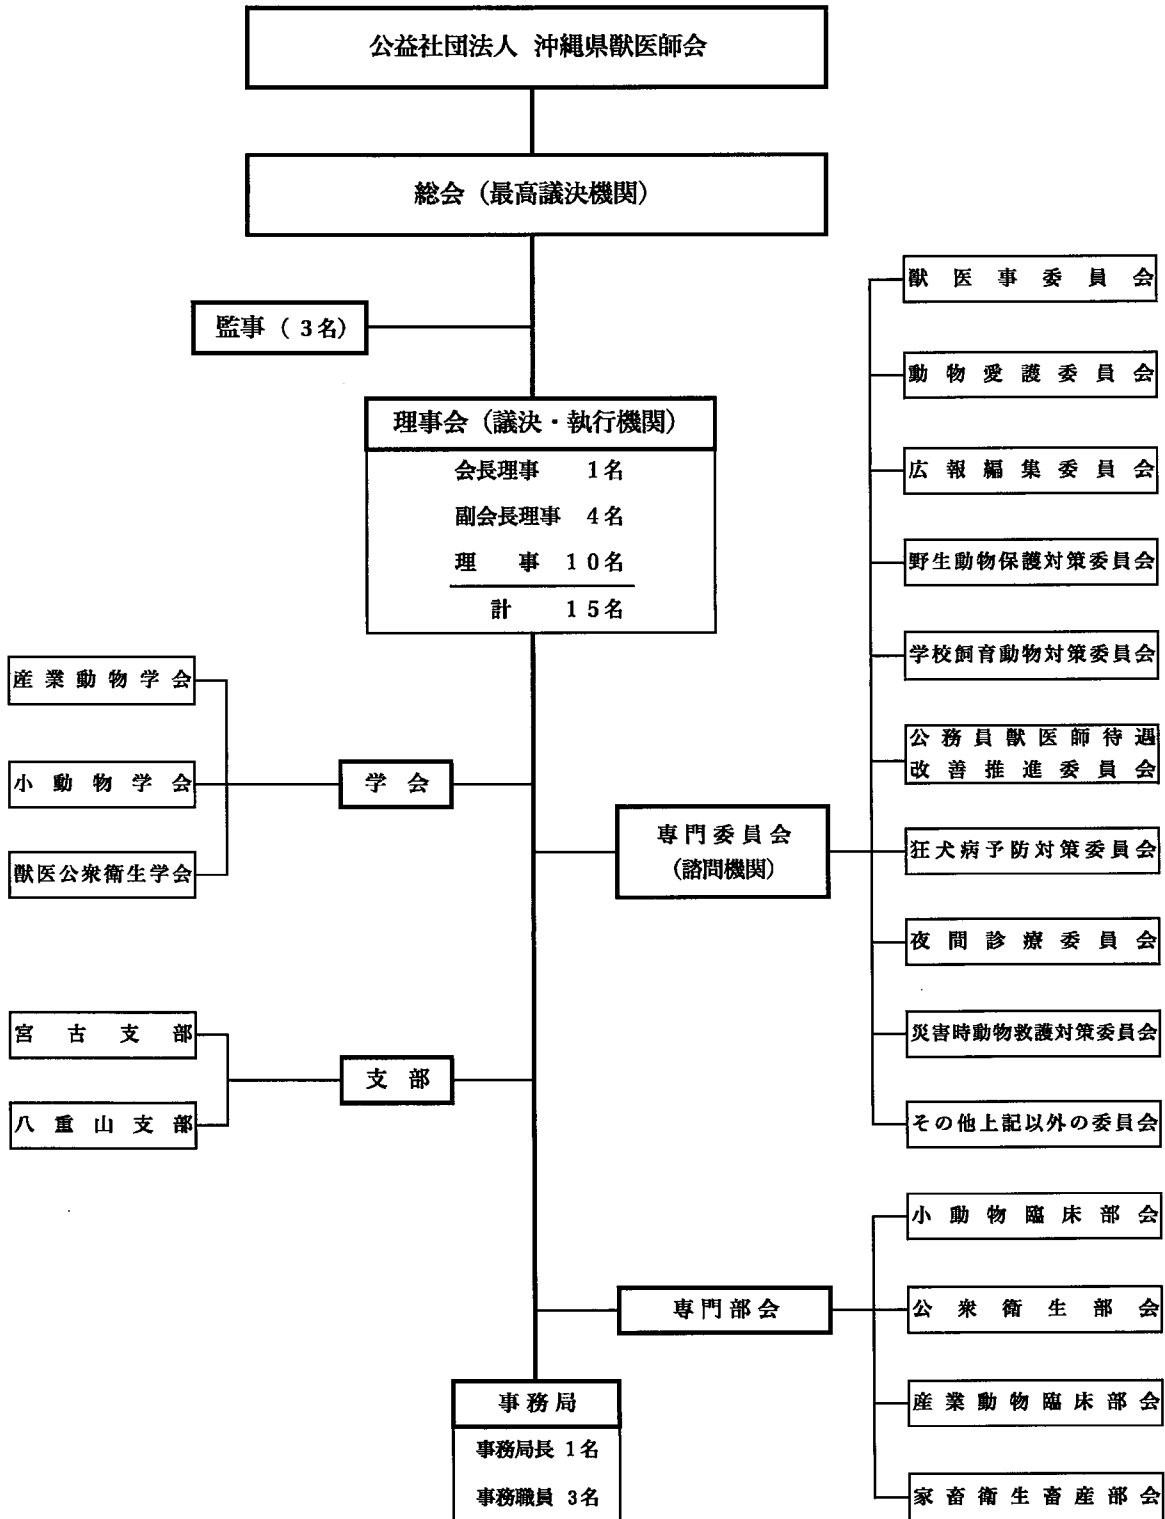 公益社団法人 沖縄県獣医師会
総会（最高議決機関）
監事（3名）
理事会（議決・執行機関）
会長理事 1名
副会長理事 4名
理 事 10名
計 15名
産業動物学会
小動物学会
獣医公衆衛生学会
学会
宮古支部
八重山支部
支部
専門委員会
（諮問機関）
獣医事委員会
動物愛護委員会
広報編集委員会
野生動物保護対策委員会
学校飼育動物対策委員会
公務員獣医師待遇
改善推進委員会
狂犬病予防対策委員会
夜間診療委員会
災害時動物救護対策委員会
その他上記以外の委員会
専門部会
小動物臨床部会
公衆衛生部会
産業動物臨床部会
家畜衛生畜産部会
事務局
事務局長 1名
事務職員 3名